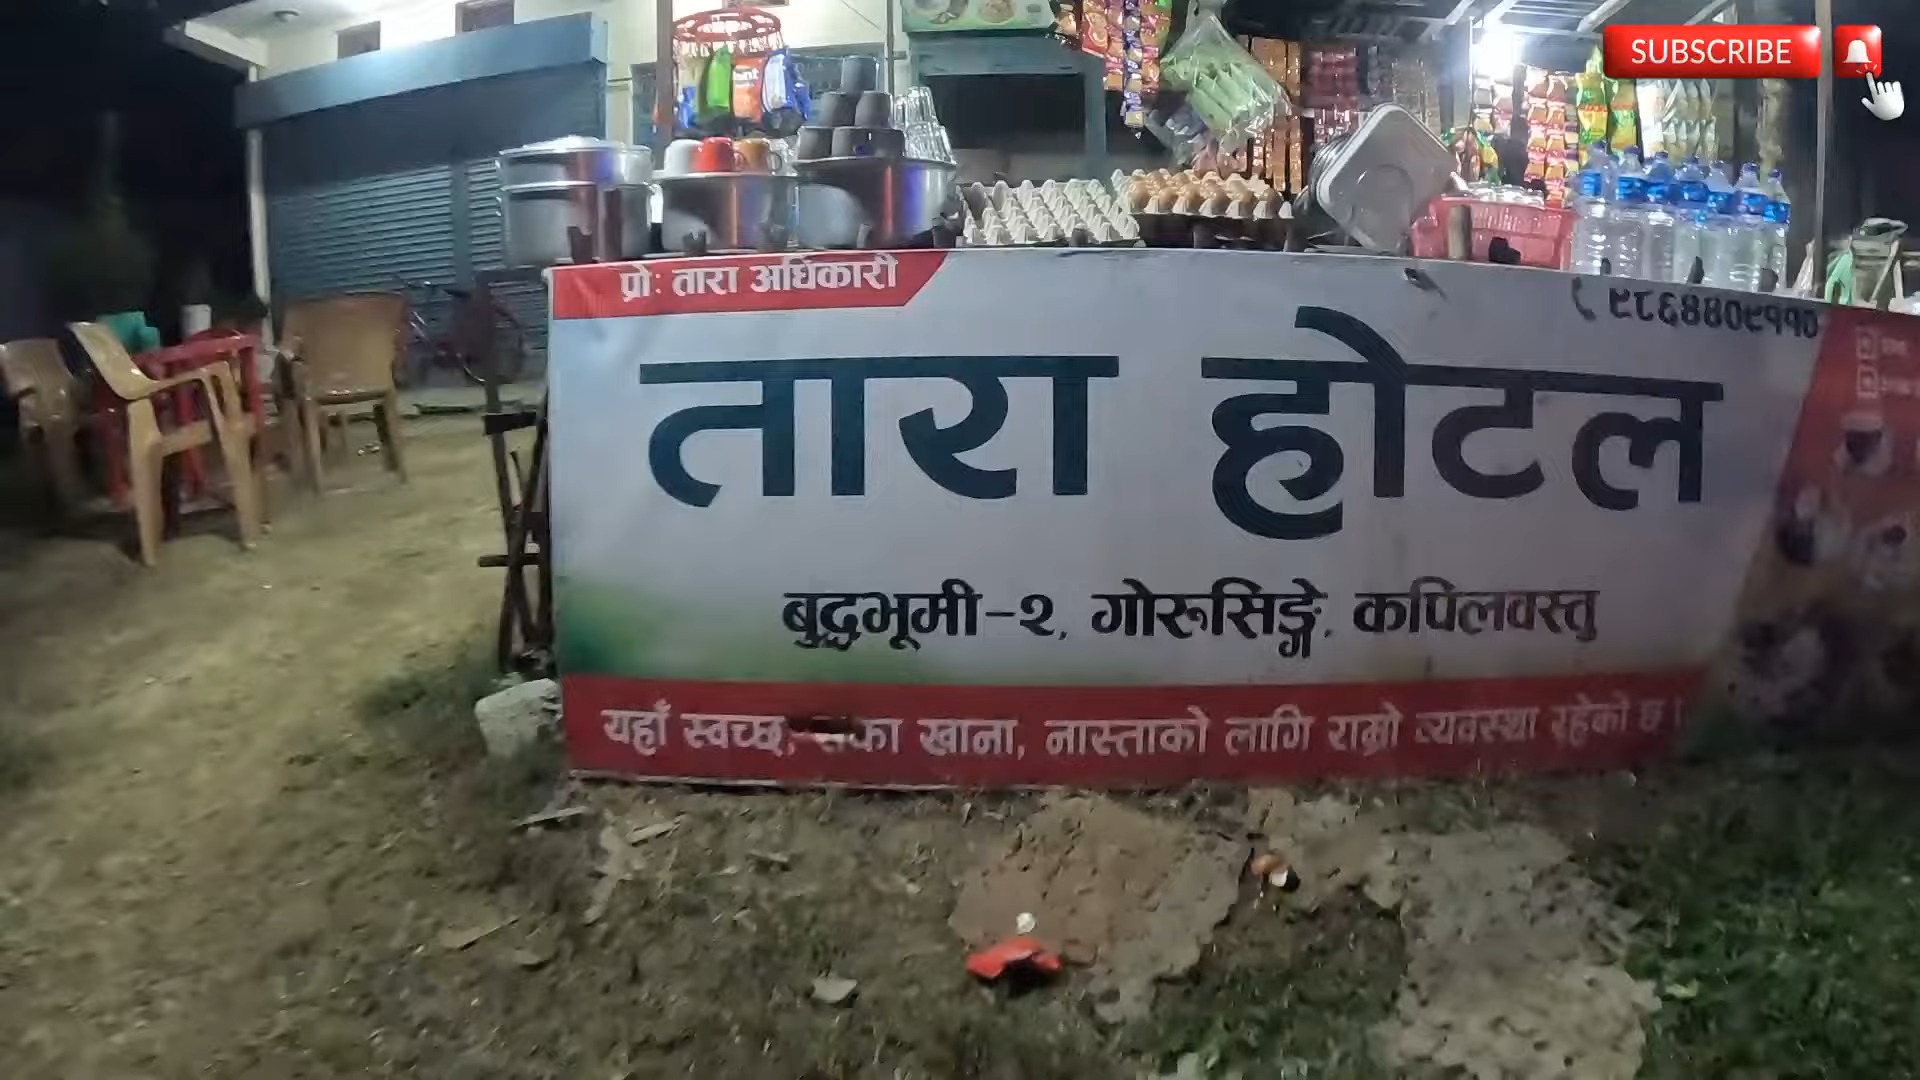 SUBSCRIBE
प्रो: तारा अधिकारी
९८६४४०९११०
तारा होटल
बुद्धभूमी-२, गोरुसिङ्गे, कपिलवस्तु
यहाँ स्वच्छ, खाना, नास्ताको लागि राम्रो व्यवस्था रहेको छ।